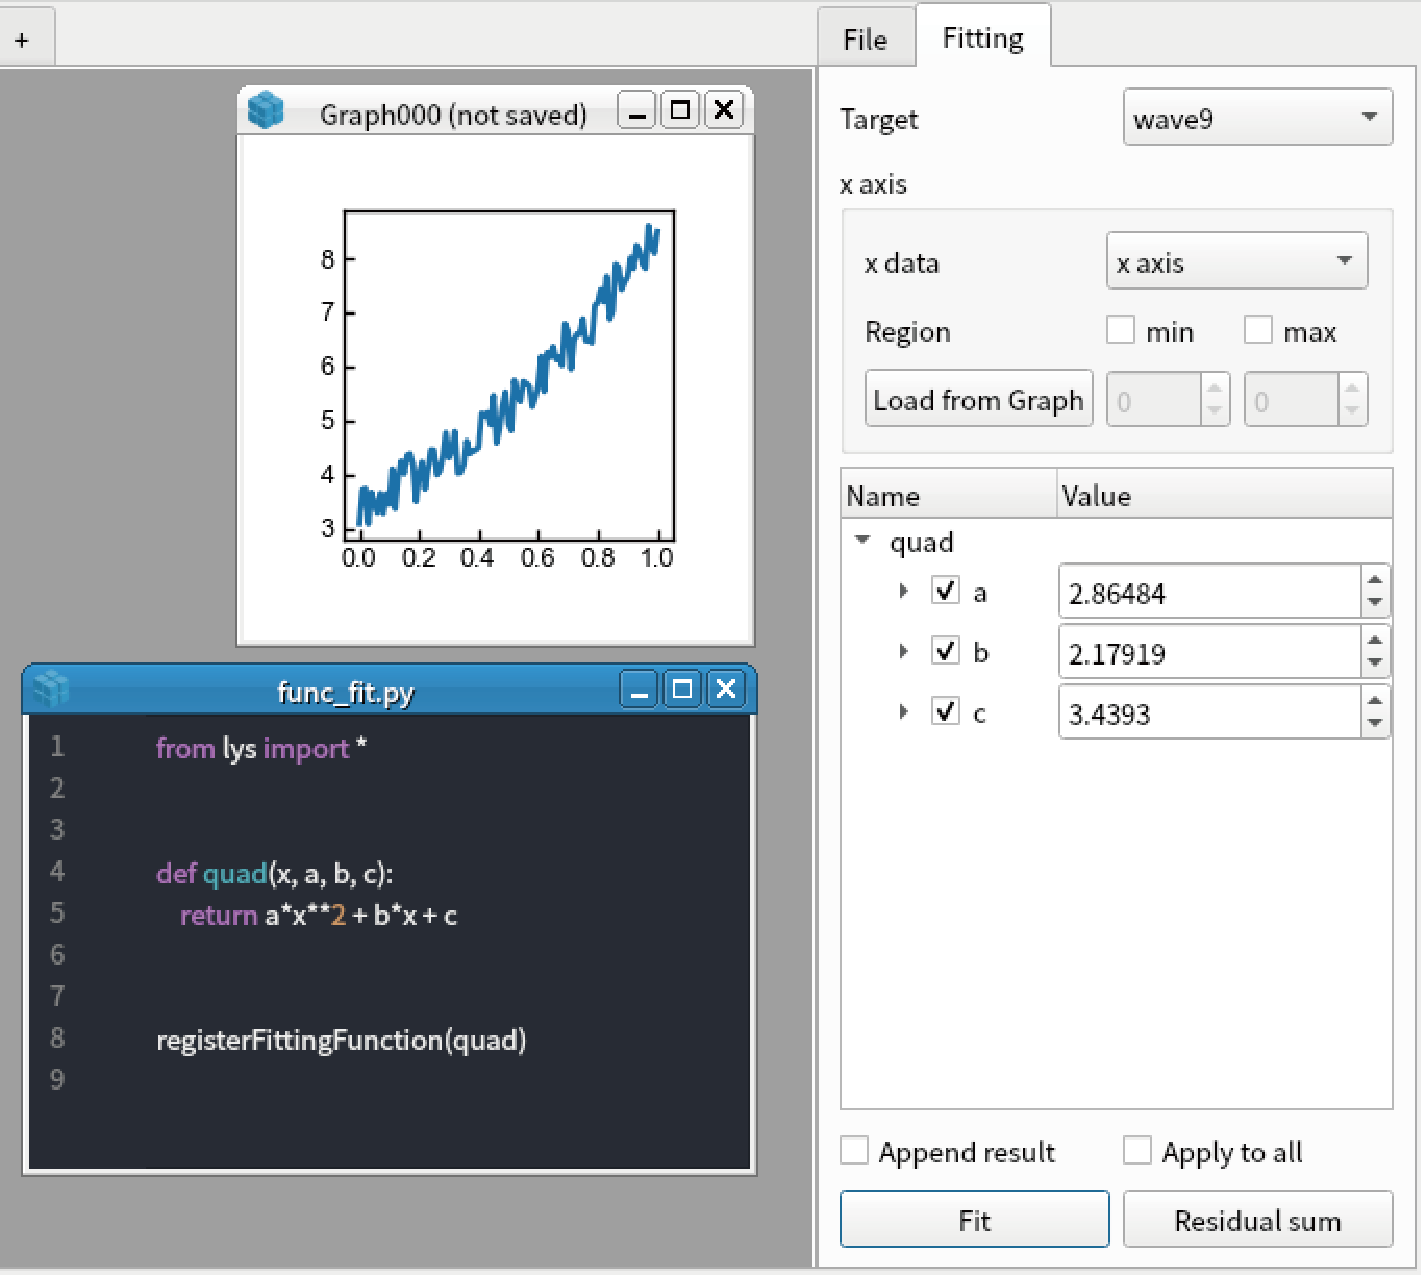 +
File
Fitting
Graph000 (not saved)
8
7
6
5
4
3
0.0 0.2 0.4 0.6 0.8 1.0
func_fit.py
1 from lys import *
2
3
4 def quad(x, a, b, c):
5 return a*x**2 + b*x + c
6
7
8 registerFittingFunction(quad)
9
Target wave9
x axis
x data x axis
Region min max
Load from Graph 0 0
Name Value
quad
a 2.86484
b 2.17919
c 3.4393
Append result Apply to all
Fit Residual sum